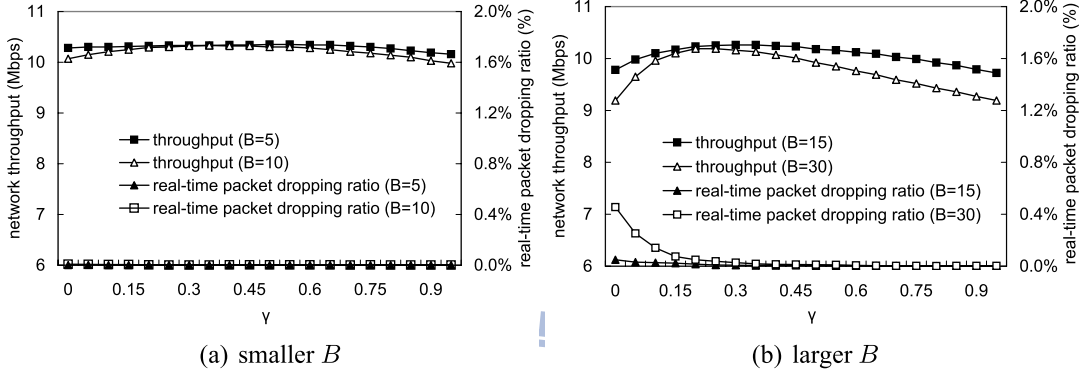 network throughput (Mbps)
11
10
9
8
7
6
throughput (B=5)
throughput (B=10)
real-time packet dropping ratio (B=5)
real-time packet dropping ratio (B=10)
2.0%
1.6%
1.2%
0.8%
0.4%
0.0%
real-time packet dropping ratio (%)
0 0.15 0.3 0.45 0.6 0.75 0.9
γ
(a) smaller B
network throughput (Mbps)
11
10
9
8
7
6
throughput (B=15)
throughput (B=30)
real-time packet dropping ratio (B=15)
real-time packet dropping ratio (B=30)
2.0%
1.6%
1.2%
0.8%
0.4%
0.0%
real-time packet dropping ratio (%)
0 0.15 0.3 0.45 0.6 0.75 0.9
γ
(b) larger B